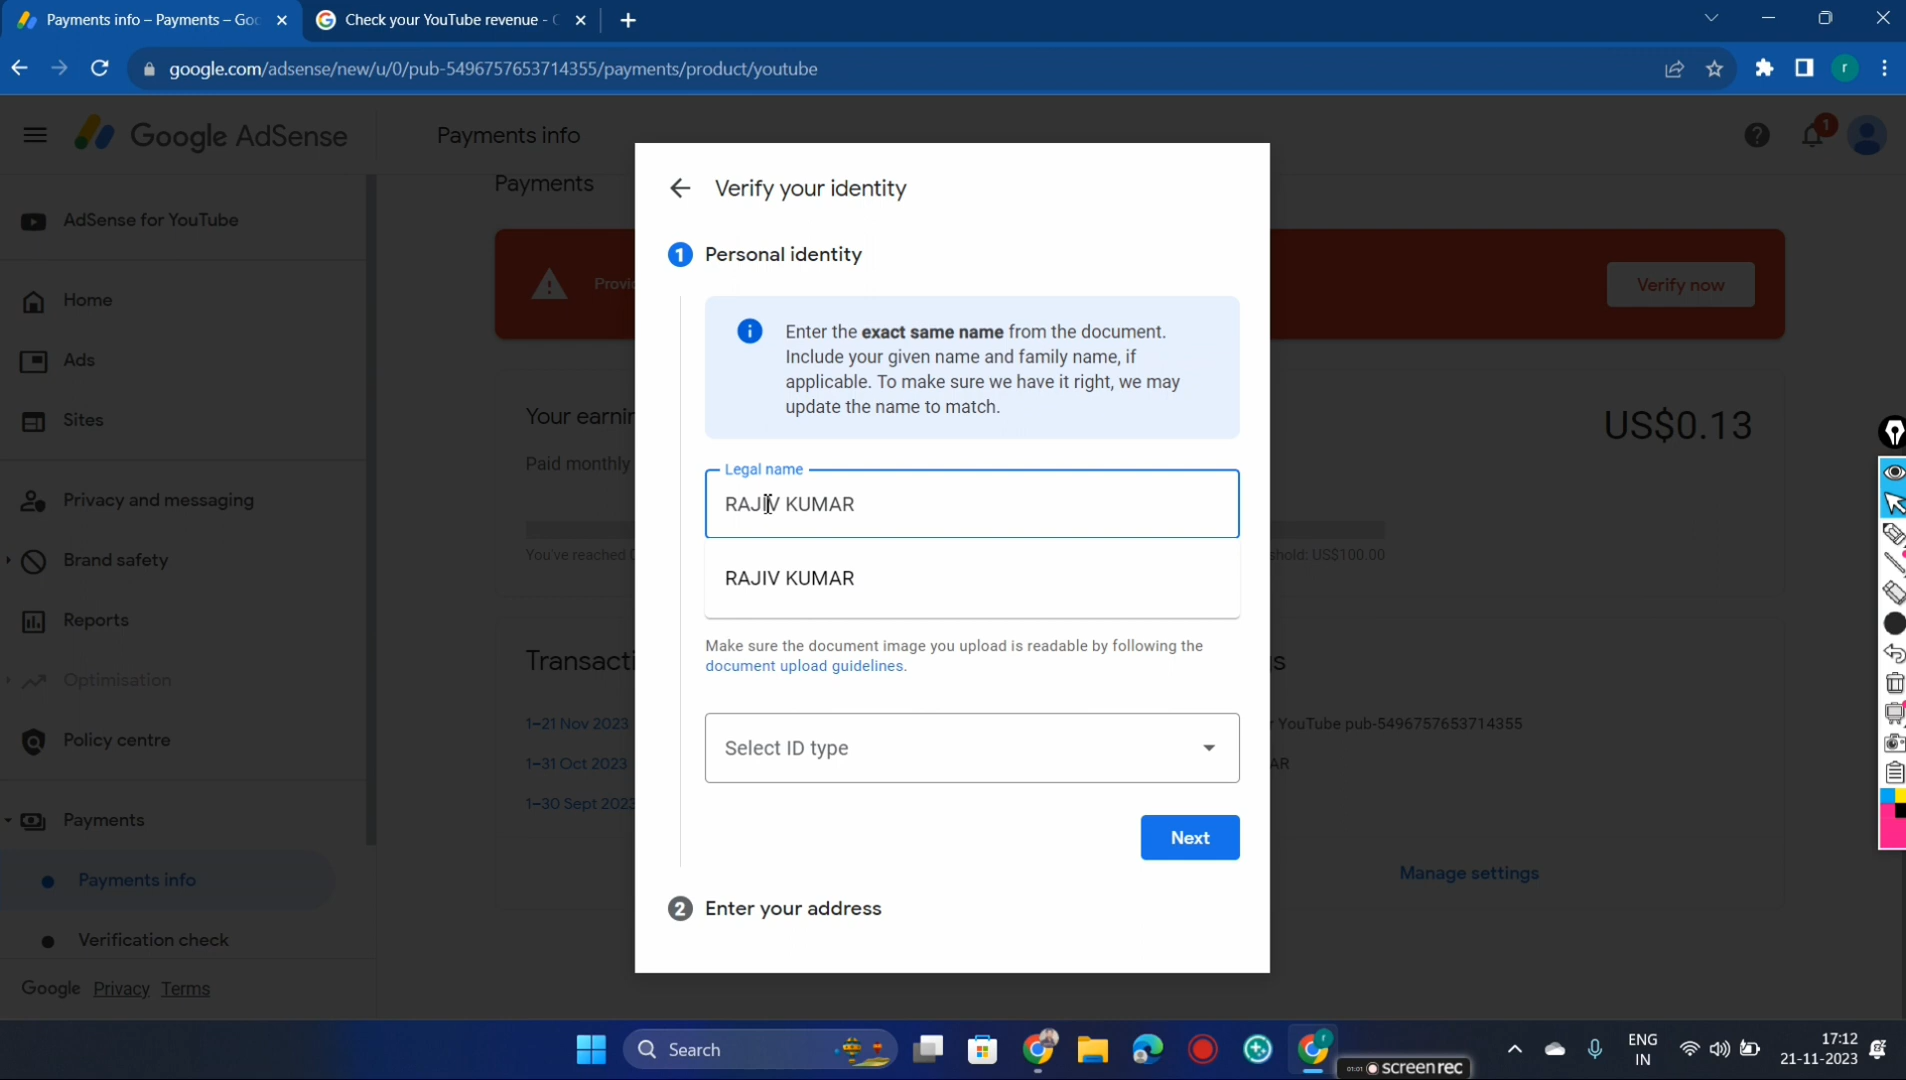 Payments info – Payments – Goo
Check your YouTube revenue -
google.com/adsense/new/u/0/pub-5496757653714355/payments/product/youtube
r
Google AdSense
Payments info
1
AdSense for YouTube
Home
Ads
Sites
Privacy and messaging
Brand safety
Reports
Optimisation
Policy centre
Payments
Payments info
Verification check
Google Privacy Terms
Payments
Verify now
US$0.13
Paid monthly
You've reached
shold: US$100.00
1–21 Nov 2023
1–31 Oct 2023
1–30 Sept 2023
YouTube pub-5496757653714355
AR
Manage settings
Verify your identity
1 Personal identity
Enter the exact same name from the document.
Include your given name and family name, if
applicable. To make sure we have it right, we may
update the name to match.
Legal name
RAJIV KUMAR
RAJIV KUMAR
Make sure the document image you upload is readable by following the
document upload guidelines.
Select ID type
Next
2 Enter your address
Search
01:01 screenrec
ENG
IN
17:12
21-11-2023